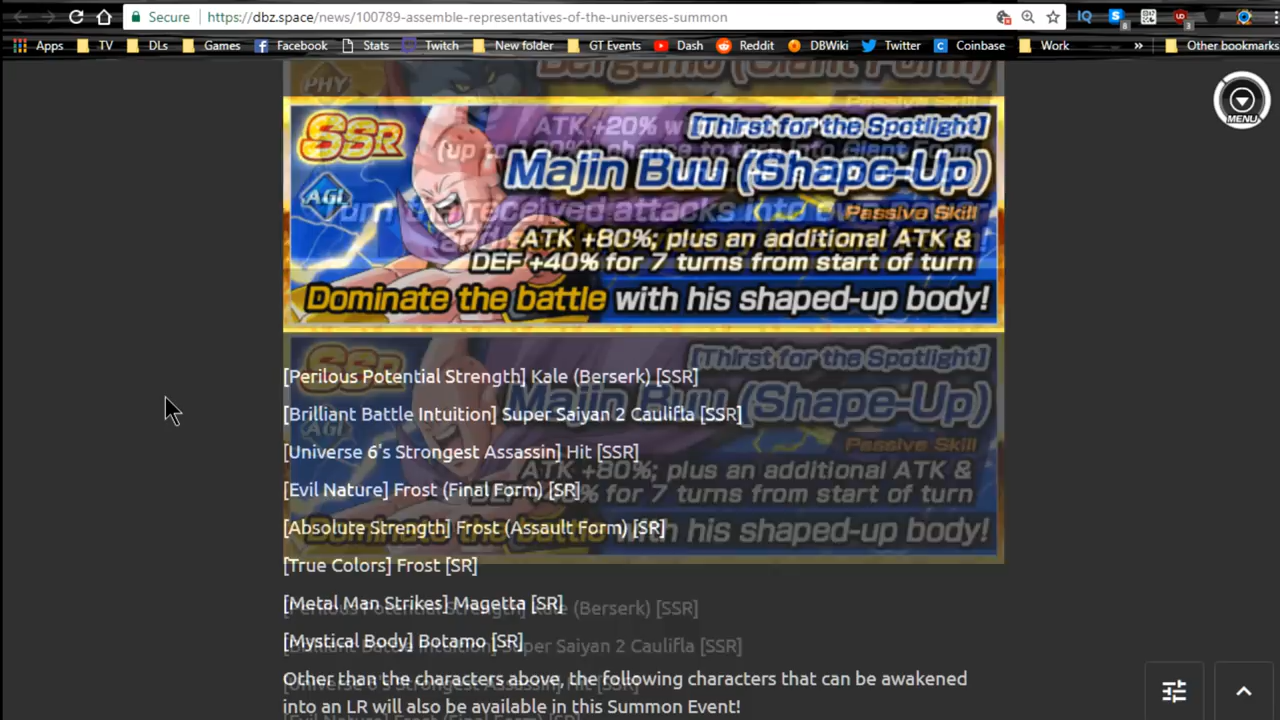 Secure https://dbz.space/news/100789-assemble-representatives-of-the-universes-summon
Apps TV DLs Games Facebook Stats Twitch New folder GT Events Dash Reddit DBWiki Twitter Coinbase Work » Other bookmarks
PHY Bergamo (Giant Form)
MENU
SSR [Thirst for the Spotlight]
Majin Buu (Shape-Up)
AGL
Passive Skill
ATK +80%; plus an additional ATK &
DEF +40% for 7 turns from start of turn
Dominate the battle with his shaped-up body!
[Perilous Potential Strength] Kale (Berserk) [SSR]
[Brilliant Battle Intuition] Super Saiyan 2 Caulifla [SSR]
[Universe 6's Strongest Assassin] Hit [SSR]
[Evil Nature] Frost (Final Form) [SR]
[Absolute Strength] Frost (Assault Form) [SR]
[True Colors] Frost [SR]
[Metal Man Strikes] Magetta [SR]
[Mystical Body] Botamo [SR]
Other than the characters above, the following characters that can be awakened
into an LR will also be available in this Summon Event!